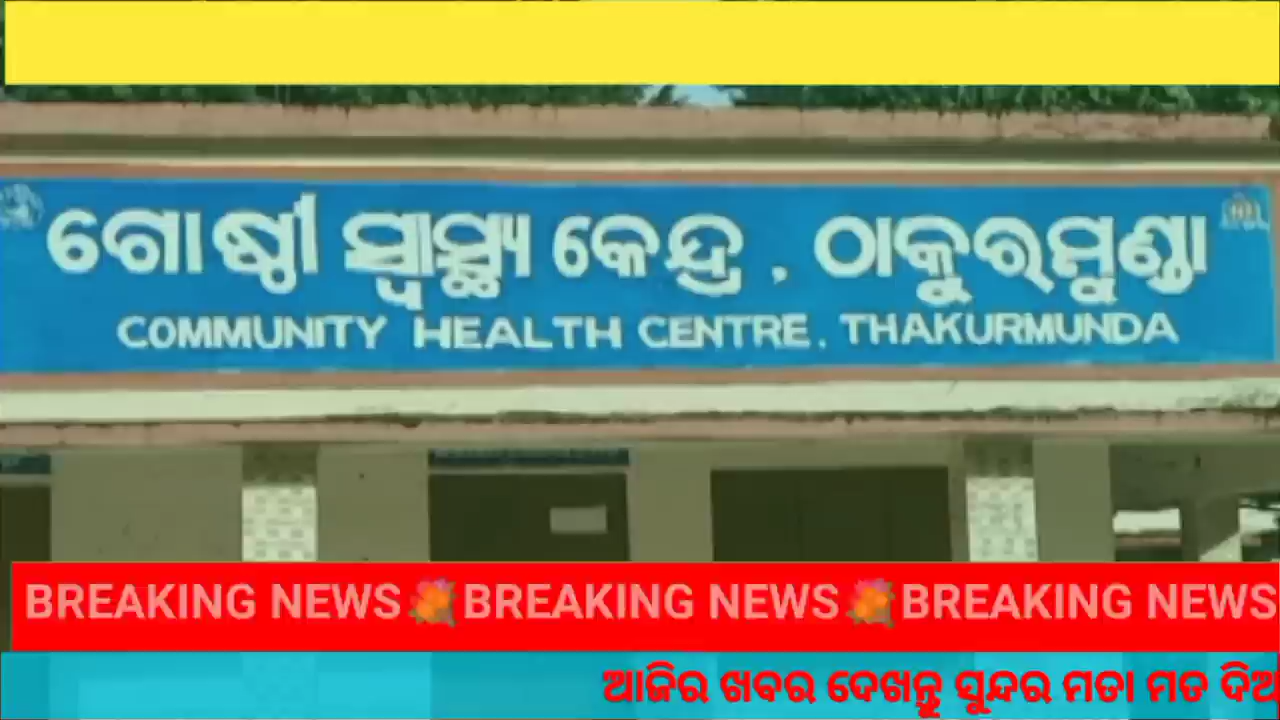 ଗୋଷ୍ଠୀ ସ୍ୱାସ୍ଥ୍ୟ କେନ୍ଦ୍ର , ଠାକୁରମୁଣ୍ଡା
COMMUNITY HEALTH CENTRE, THAKURMUNDA
BREAKING NEWS💐BREAKING NEWS💐BREAKING NEWS
ଆଜିର ଖବର ଦେଖନ୍ତୁ ସୁନ୍ଦର ମତା ମତ